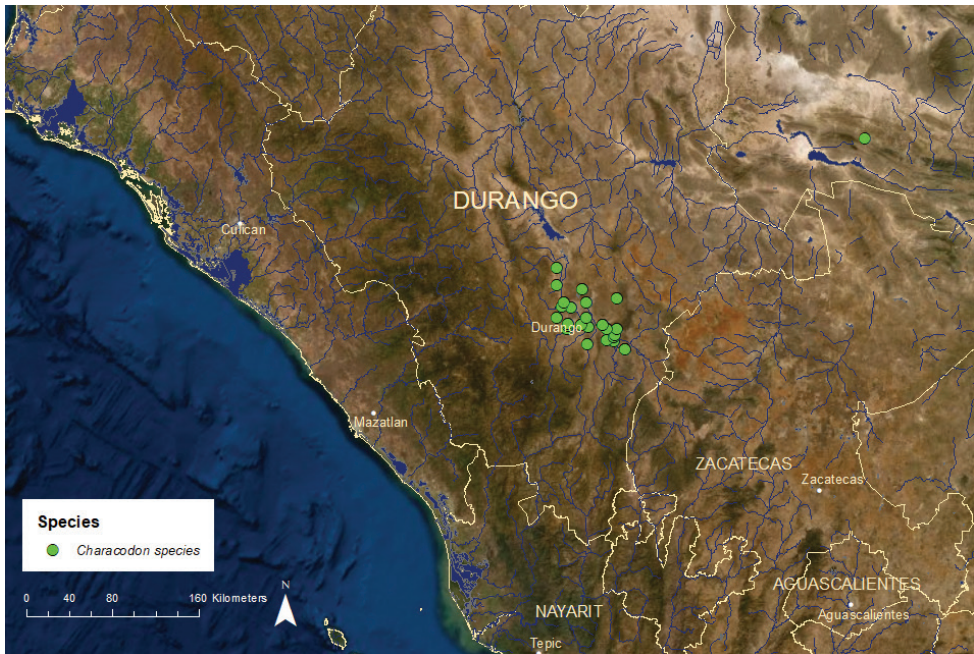 DURANGO
Culican
Durango
Mazatlan
ZACATECAS
Zacatecas
Species
Characodon species
AGUASCALIENTES
Aguascalientes
N
0 40 80 160 Kilometers
NAYARIT
Tepic